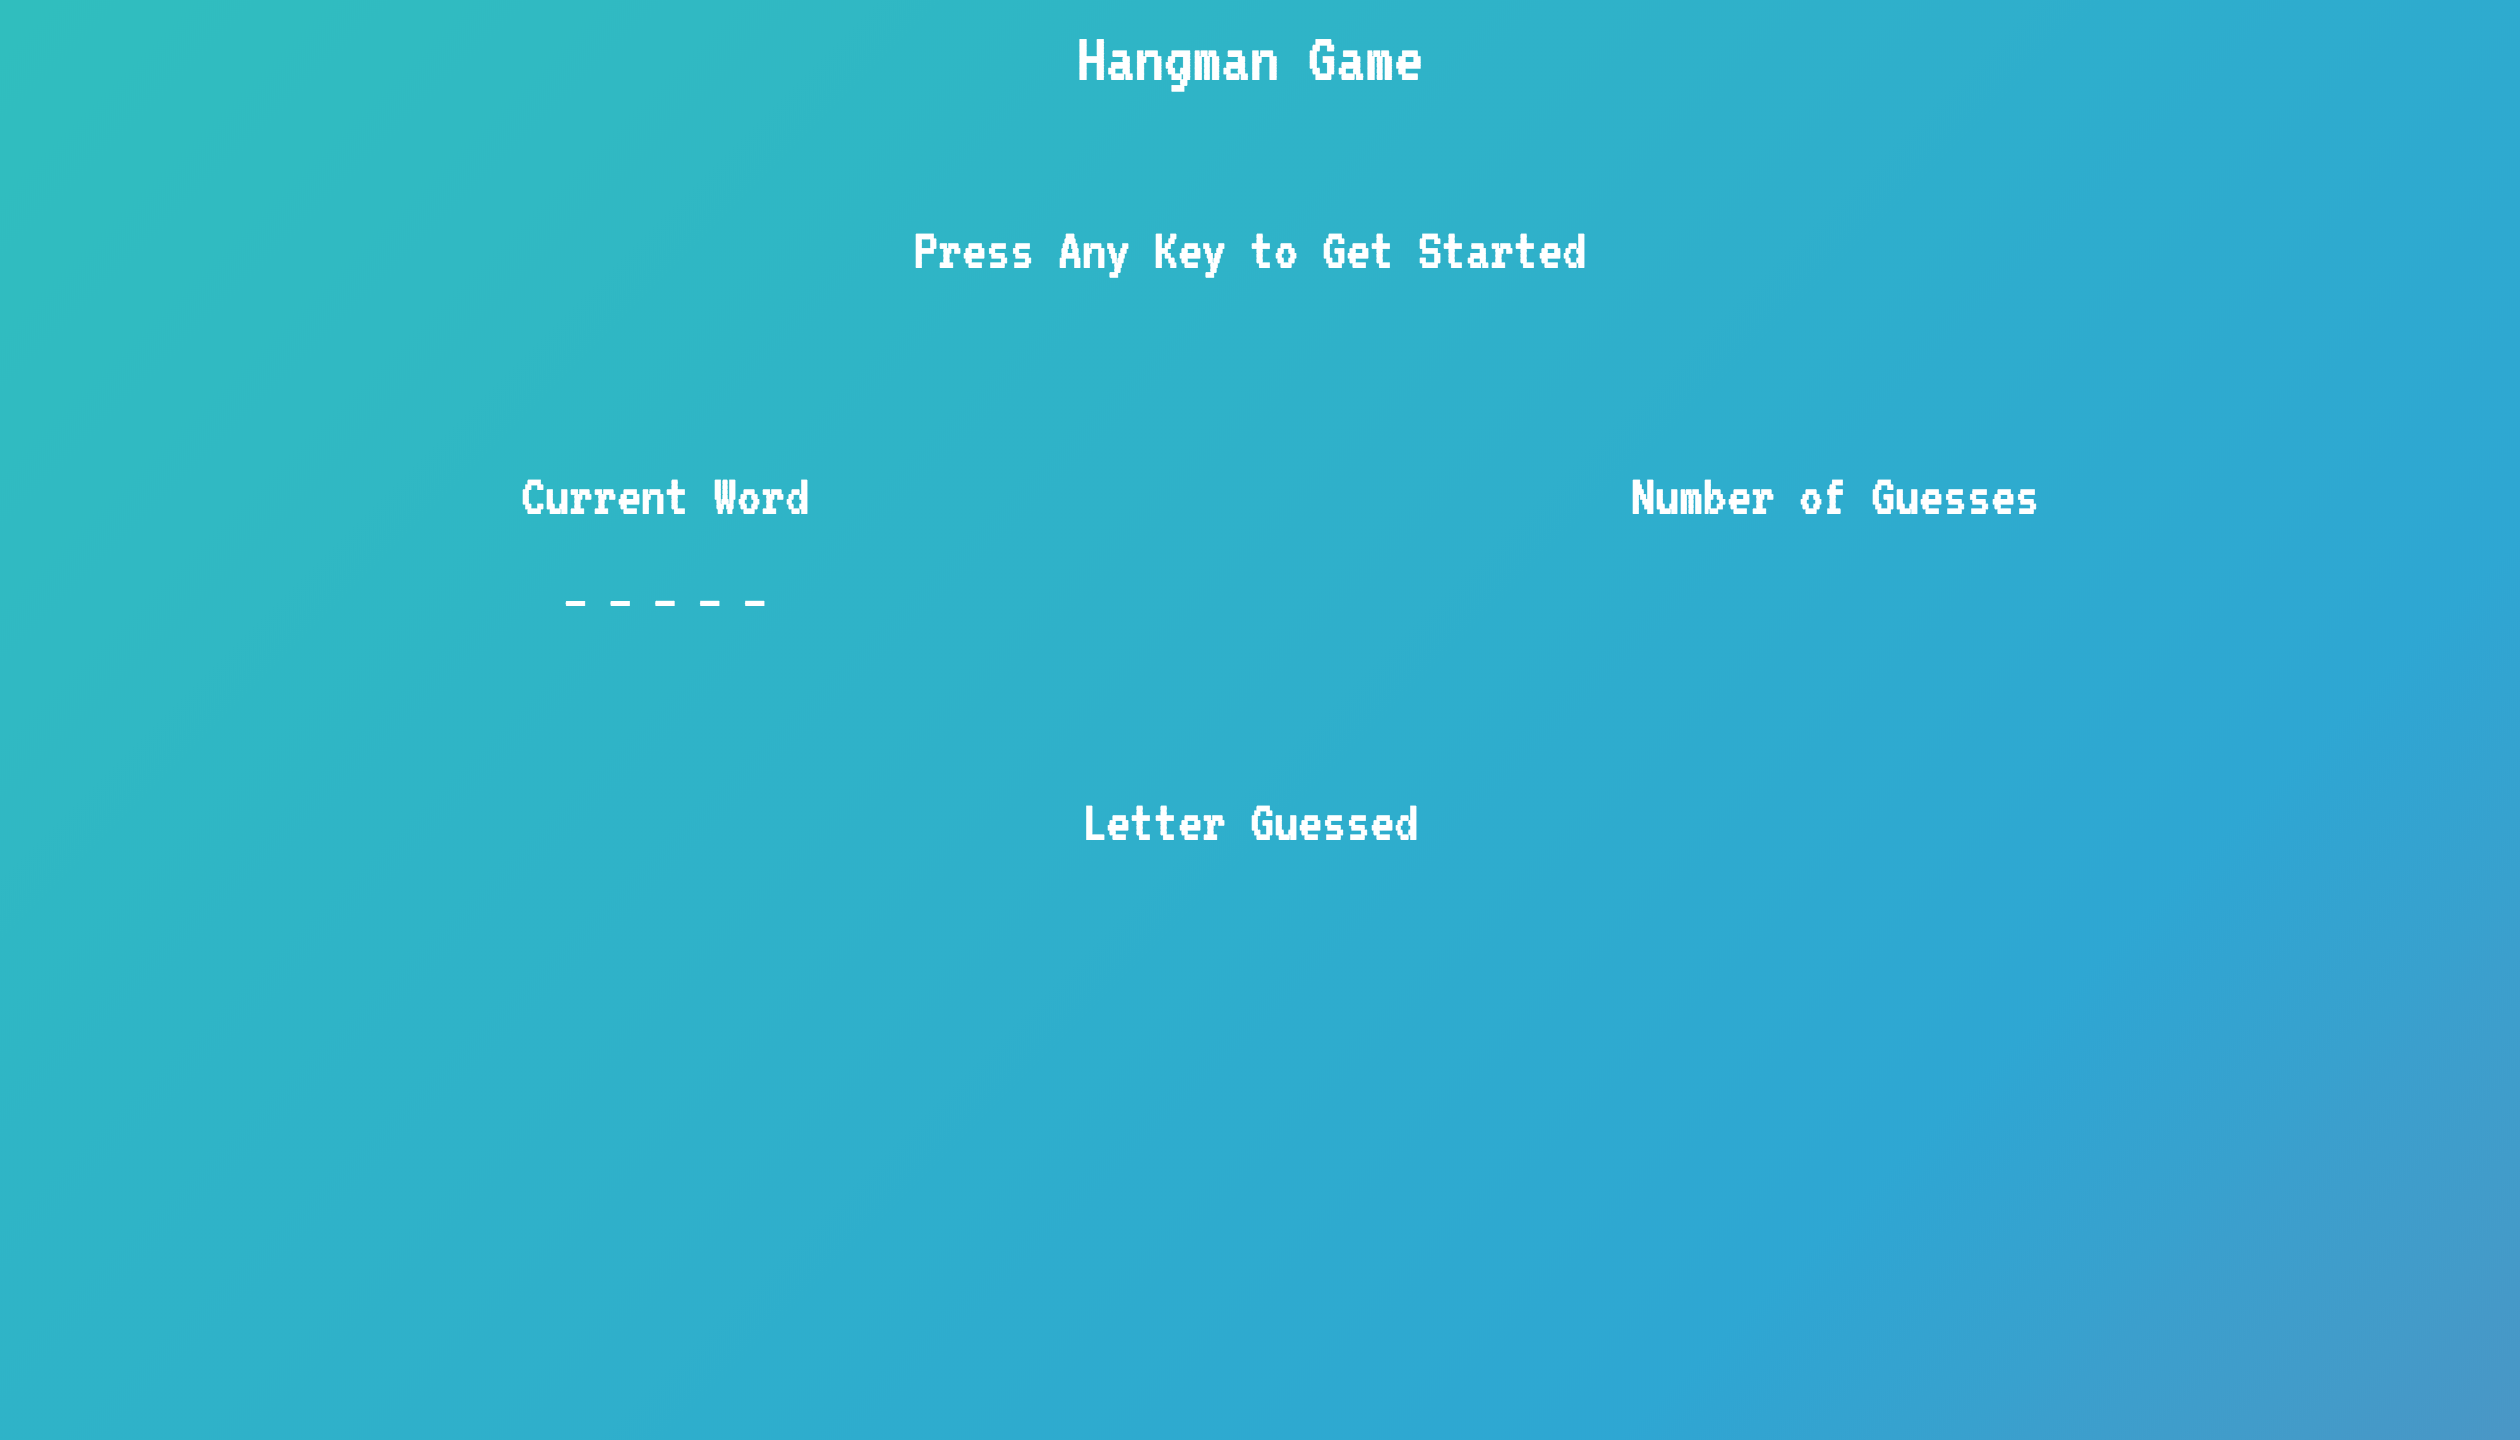 Hangman Game
Press Any Key to Get Started
Current Word
Number of Guesses
_ _ _ _ _
Letter Guessed